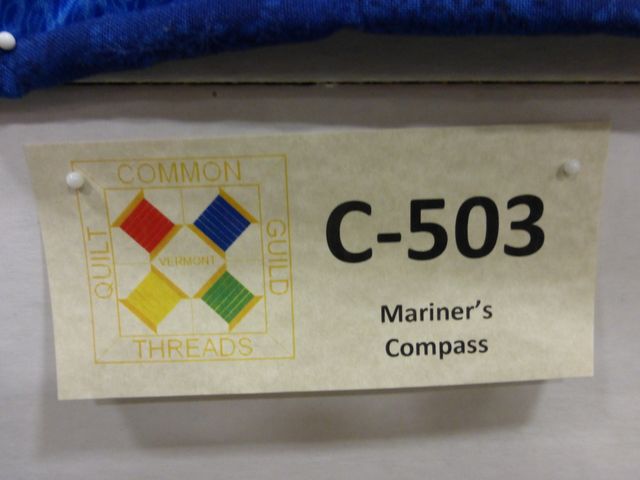 COMMON
QUILT
VERMONT
GUILD
THREADS
C-503
Mariner's
Compass